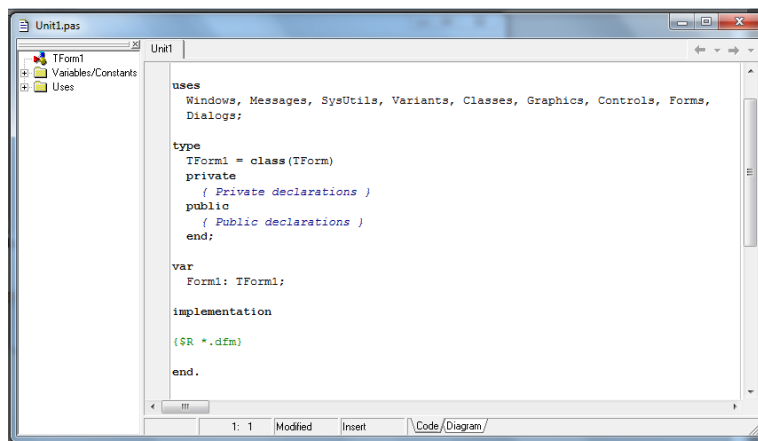 Unit1.pas
TForm1
Variables/Constants
Uses
Unit1
uses
Windows, Messages, SysUtils, Variants, Classes, Graphics, Controls, Forms,
Dialogs;
type
TForm1 = class(TForm)
private
{ Private declarations }
public
{ Public declarations }
end;
var
Form1: TForm1;
implementation
{$R *.dfm}
end.
1: 1 Modified Insert Code Diagram